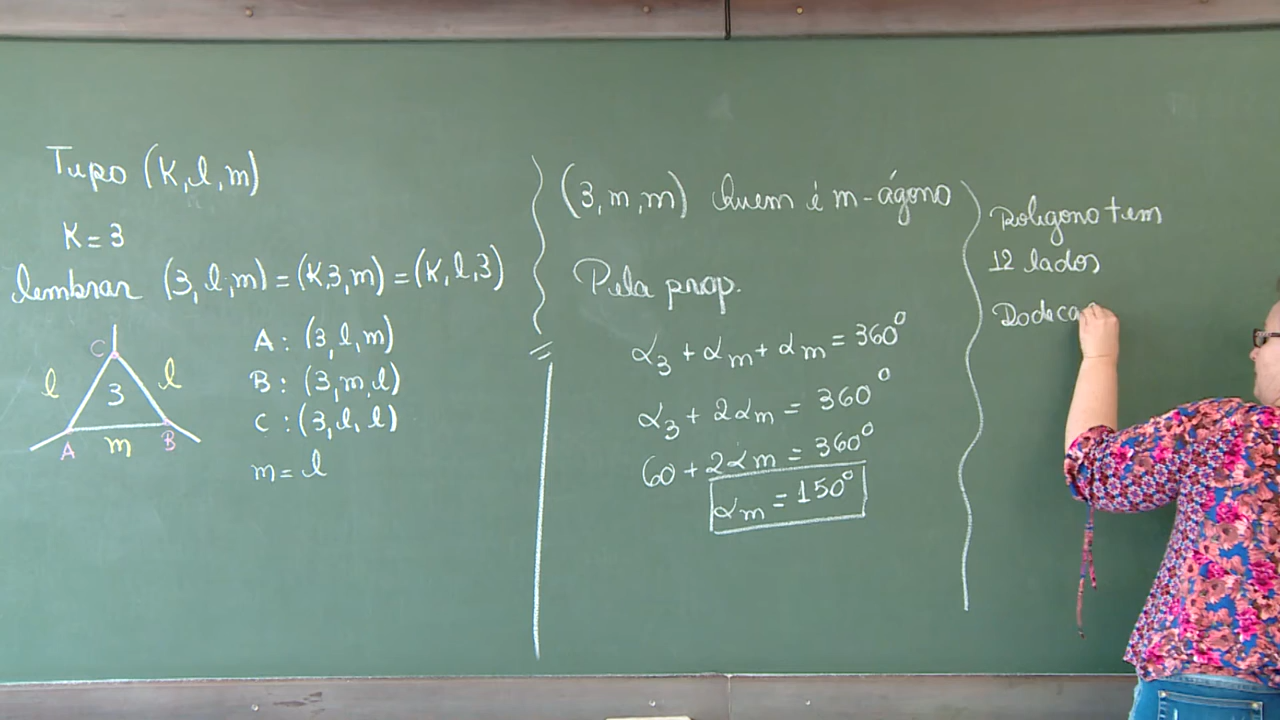 Tipo (K, l, m)
K = 3
lembrar (3, l, m) = (K, 3, m) = (K, l, 3)
C
l
3
l
A
m
B
A : (3, l, m)
B : (3, m, l)
C : (3, l, l)
m = l
(3, m, m) Quem é m-ágono
Pela prop.
α3 + αm + αm = 360°
α3 + 2αm = 360°
60 + 2αm = 360°
αm = 150°
Polígono tem
12 lados
Dodeca